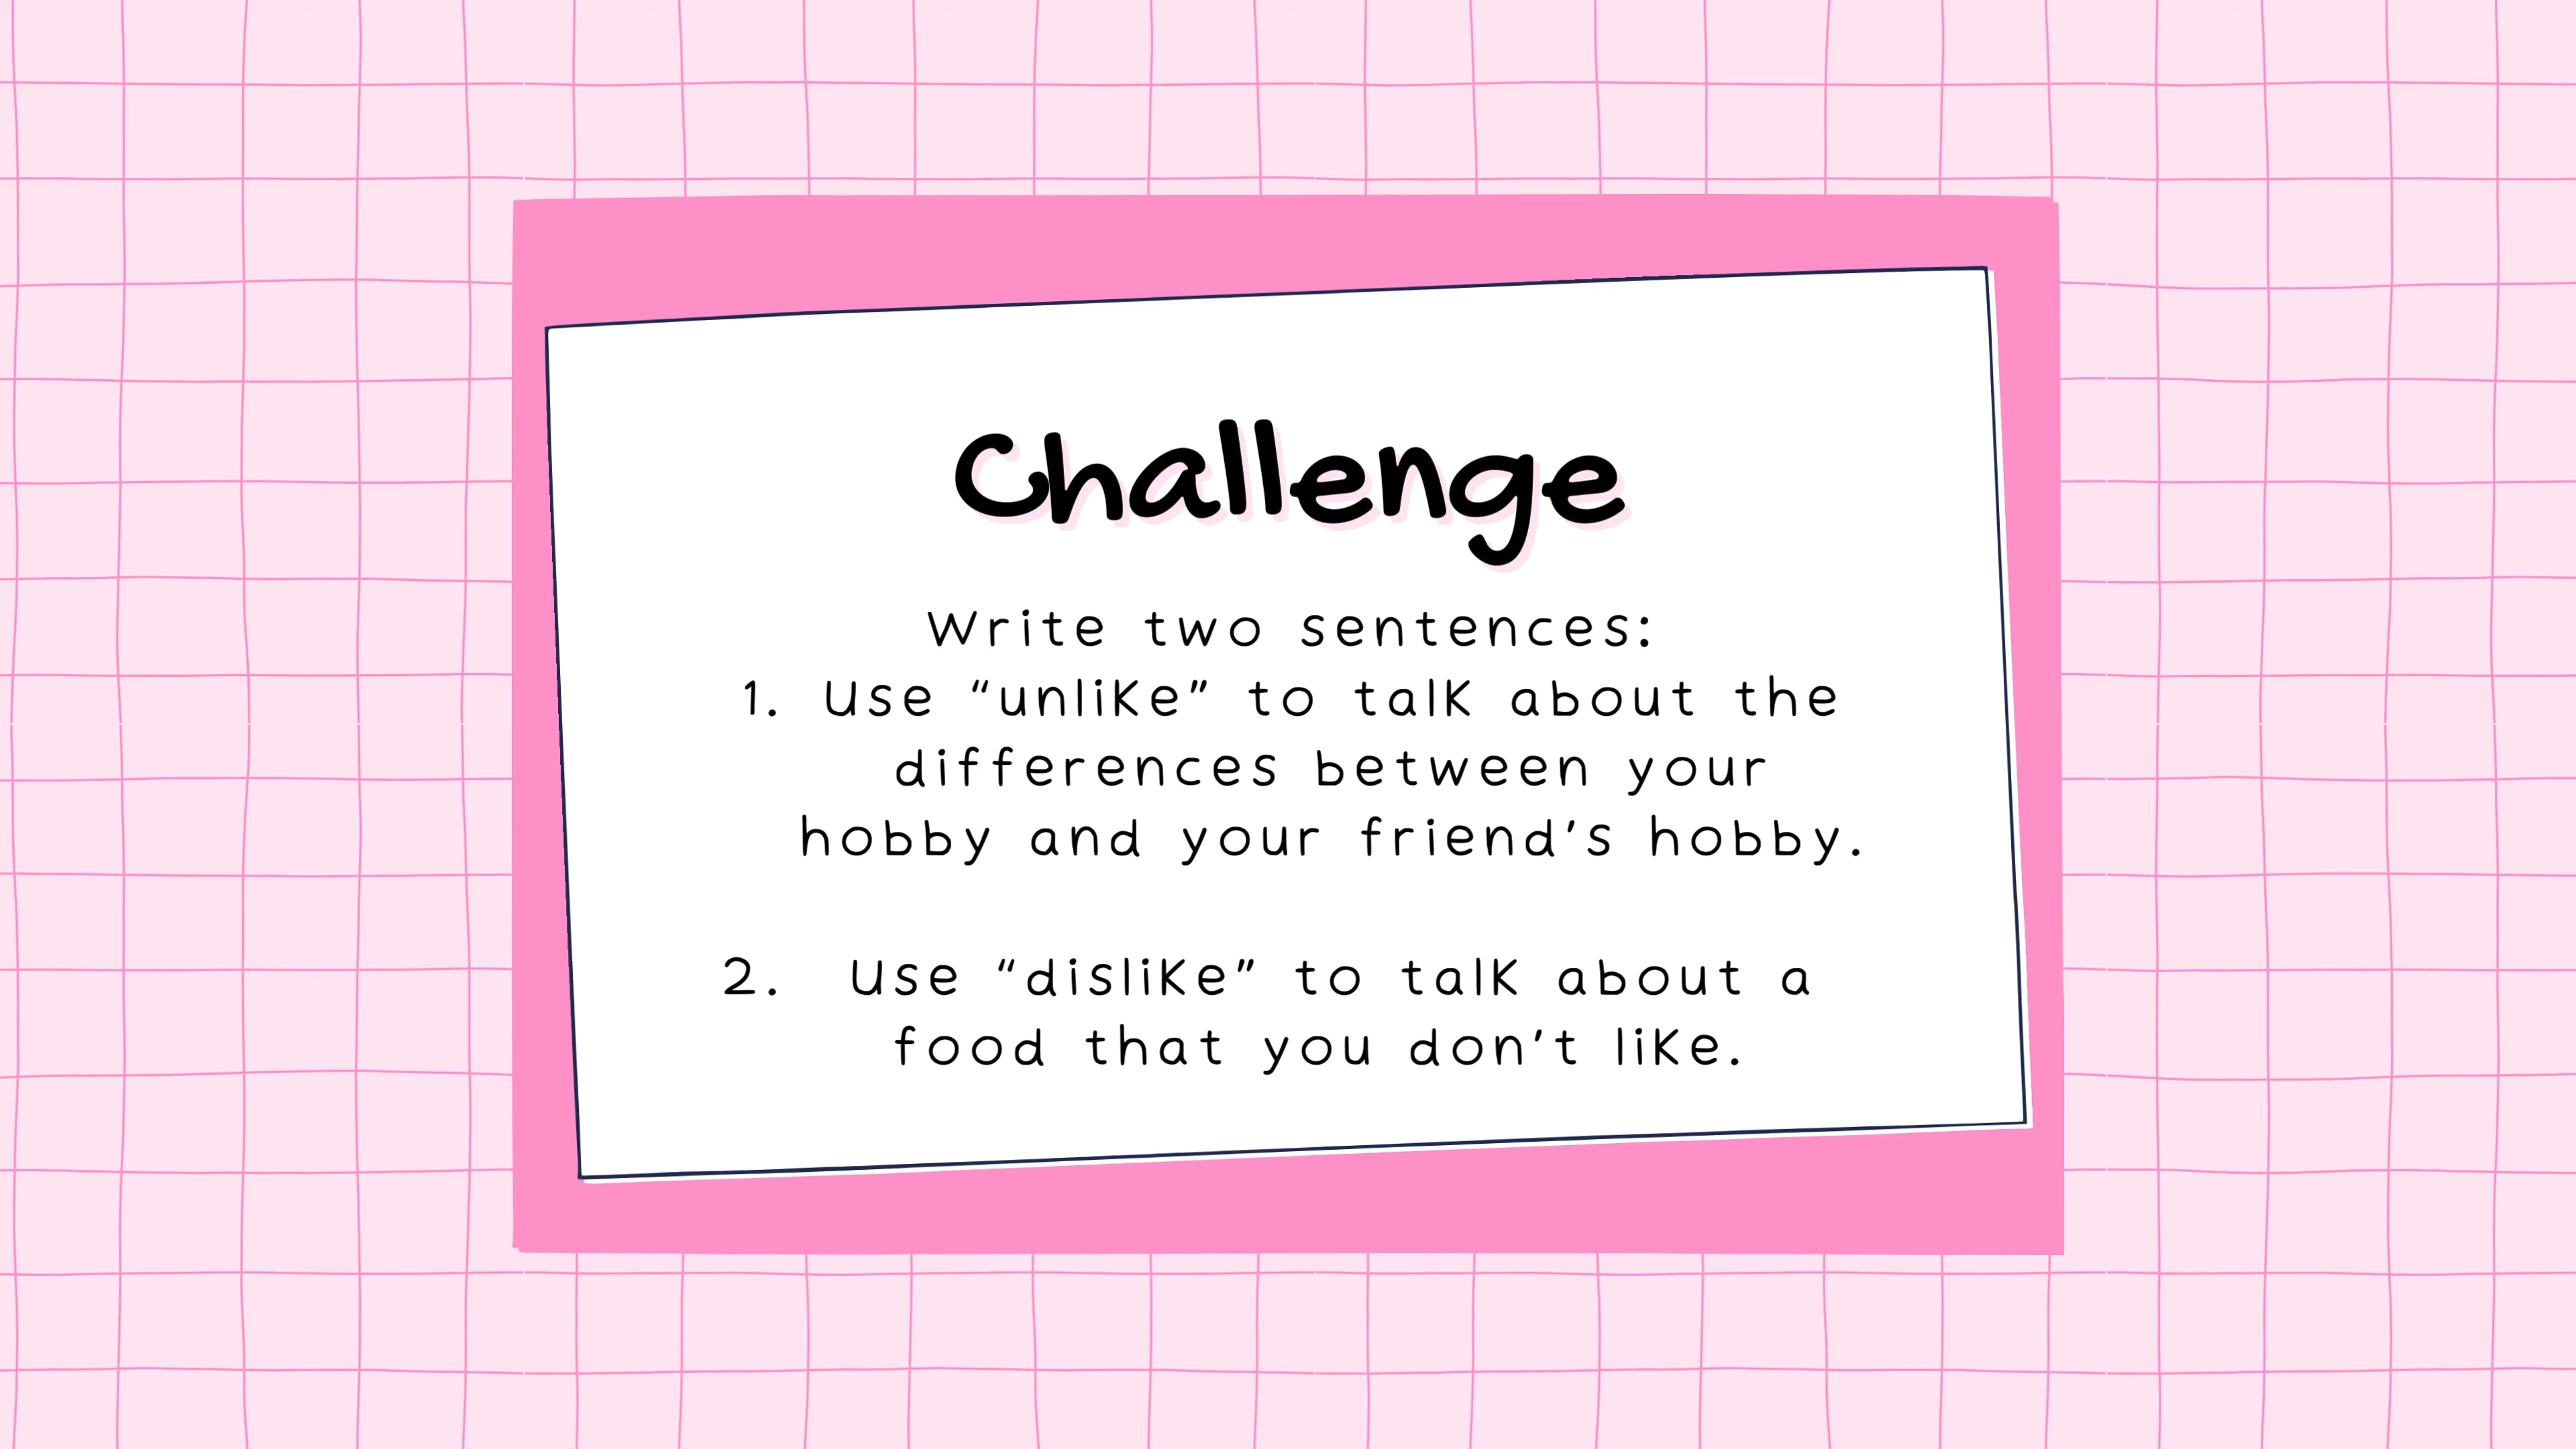 Challenge
Write two sentences:
1. Use “unlike” to talk about the
differences between your
hobby and your friend’s hobby.
2. Use “dislike” to talk about a
food that you don’t like.